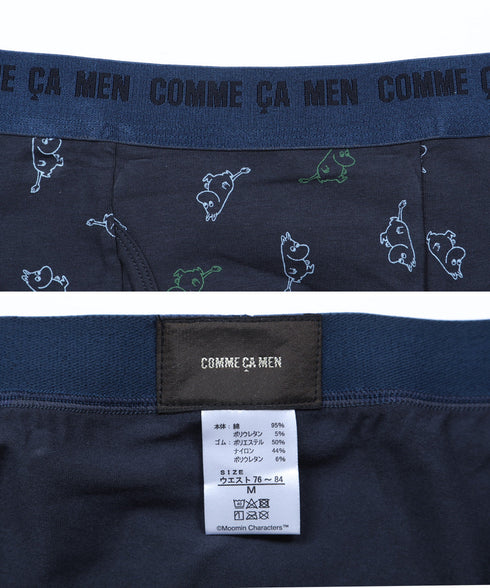 E ÇA MEN COMME ÇA MEN COMME ÇA M
COMME ÇA MEN
本体：綿 95%
ポリウレタン 5%
ゴム：ポリエステル 50%
ナイロン 44%
ポリウレタン 6%
SIZE
ウエスト 76～84
M
©Moomin Characters™